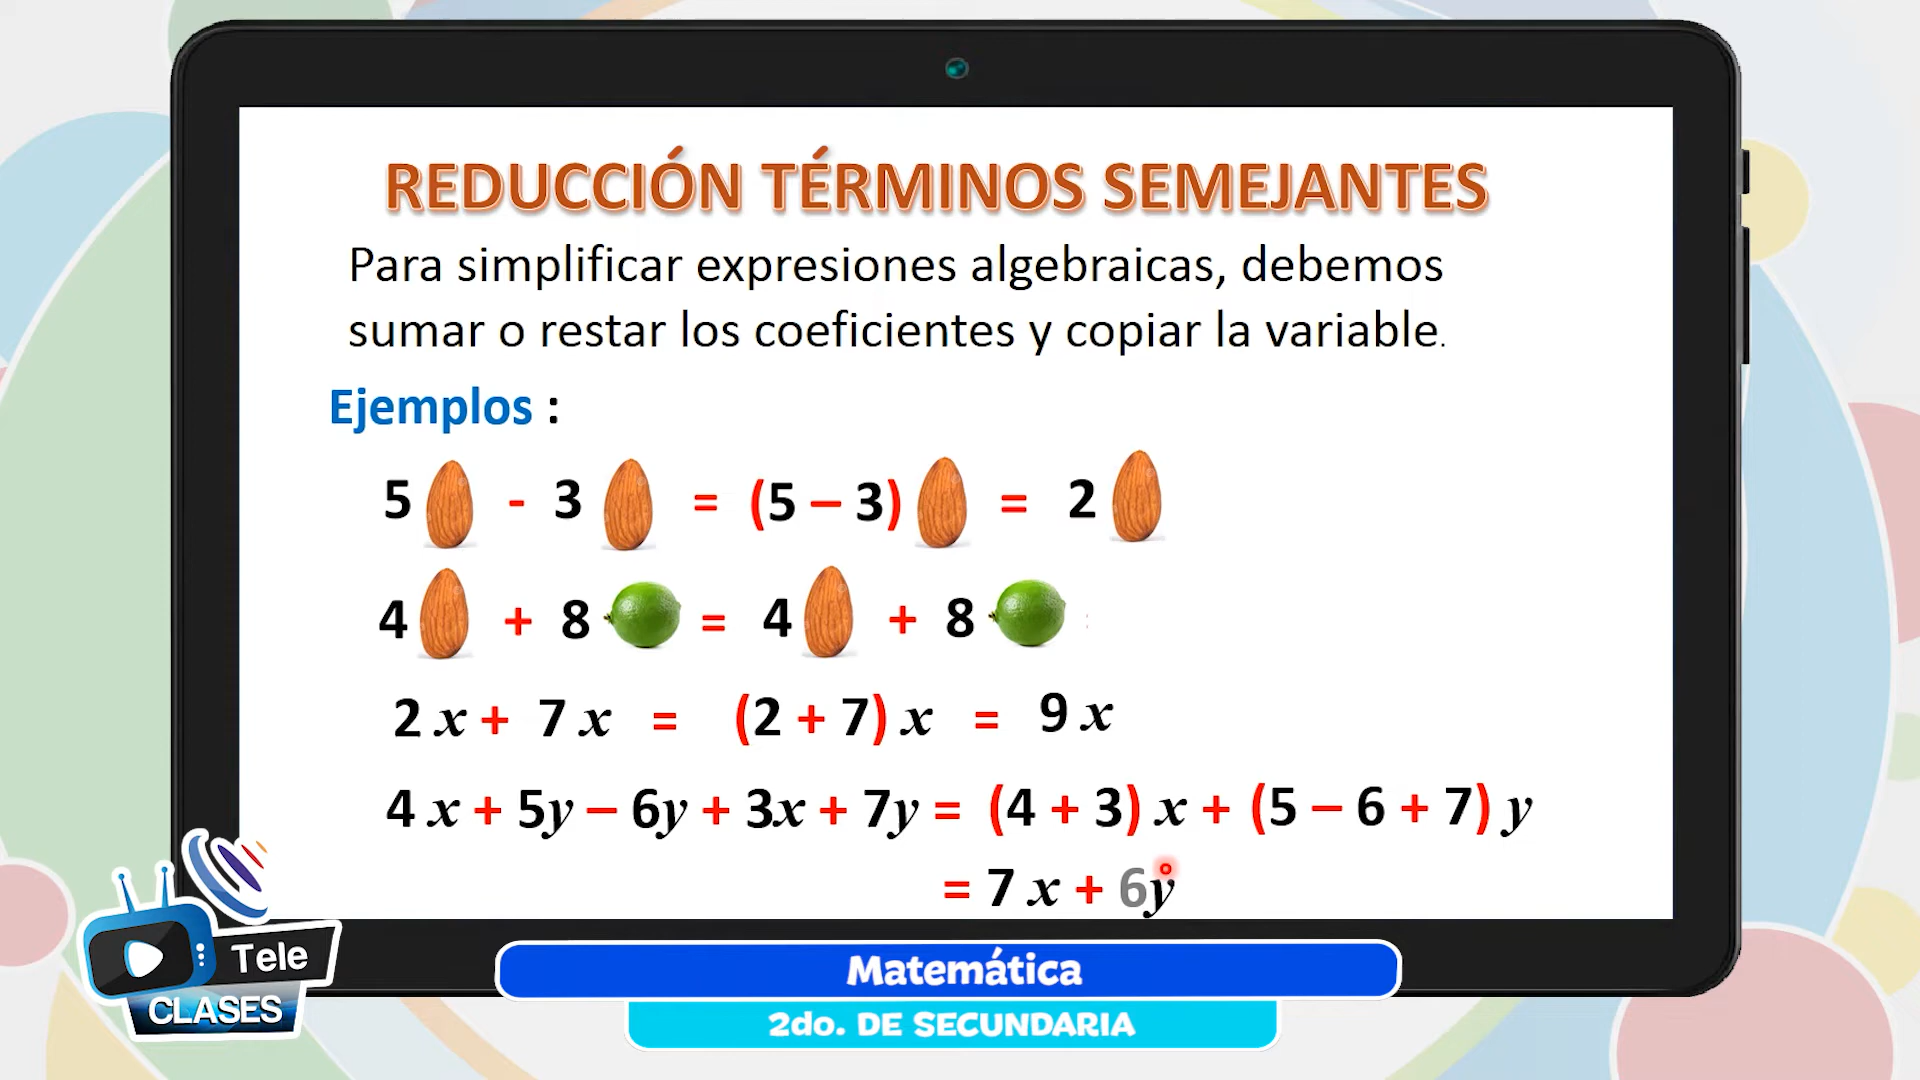 REDUCCIÓN TÉRMINOS SEMEJANTES
Para simplificar expresiones algebraicas, debemos
sumar o restar los coeficientes y copiar la variable.
Ejemplos :
5 - 3 = (5 – 3) = 2
4 + 8 = 4 + 8
2 x + 7 x = (2 + 7) x = 9 x
4 x + 5y – 6y + 3x + 7y = (4 + 3) x + (5 – 6 + 7) y
= 7 x + 6y
Tele
CLASES
Matemática
2do. DE SECUNDARIA